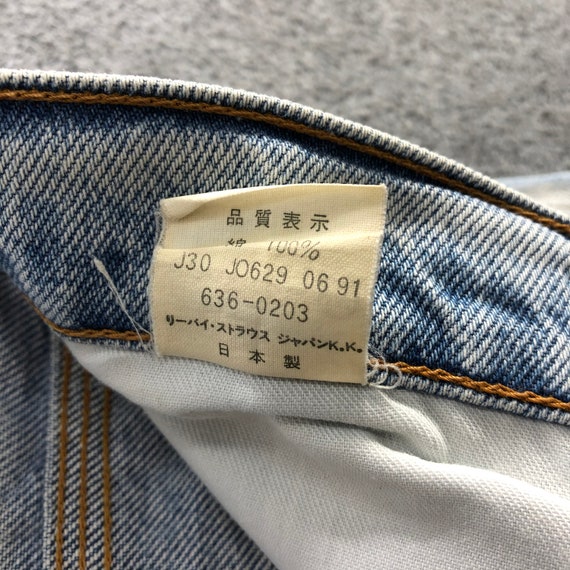 品質表示
綿 100%
J30 J0629 06 91
636-0203
リーバイ・ストラウス ジャパンK.K.
日本製